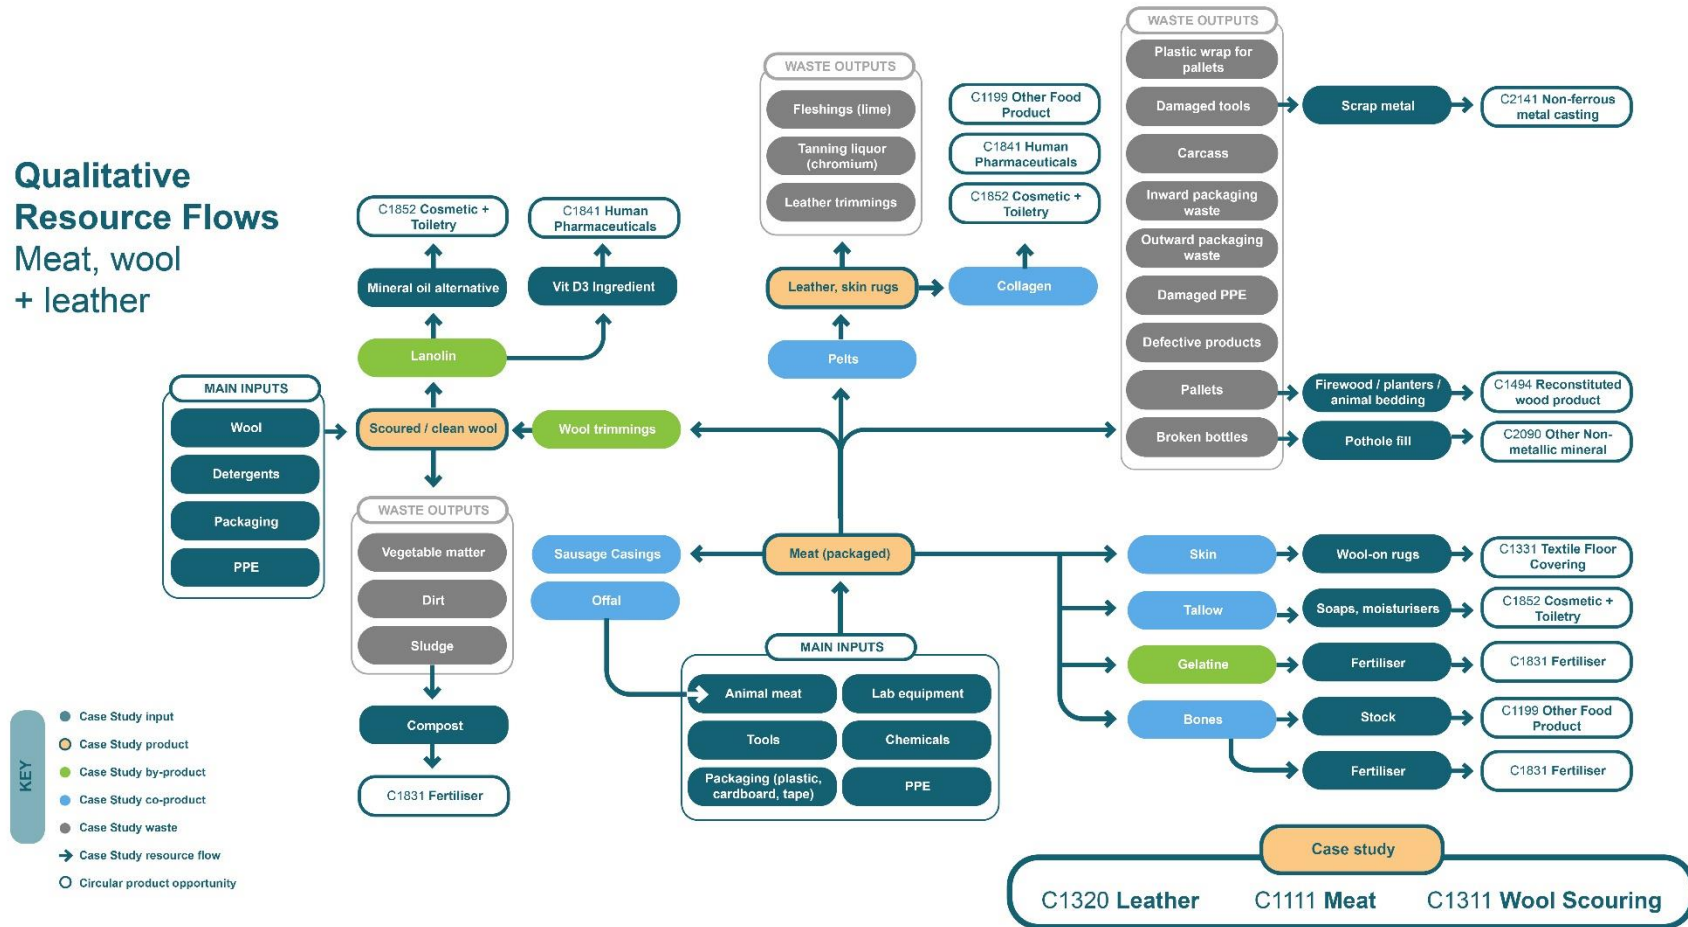 Qualitative
Resource Flows
Meat, wool
+ leather
MAIN INPUTS
Wool
Detergents
Packaging
PPE
C1852 Cosmetic +
Toiletry
C1841 Human
Pharmaceuticals
Mineral oil alternative
Vit D3 Ingredient
Lanolin
Scoured / clean wool
Wool trimmings
WASTE OUTPUTS
Vegetable matter
Dirt
Sludge
Compost
C1831 Fertiliser
WASTE OUTPUTS
Fleshings (lime)
Tanning liquor
(chromium)
Leather trimmings
C1199 Other Food
Product
C1841 Human
Pharmaceuticals
C1852 Cosmetic +
Toiletry
Leather, skin rugs
Collagen
Pelts
Sausage Casings
Offal
Meat (packaged)
MAIN INPUTS
Animal meat
Lab equipment
Tools
Chemicals
Packaging (plastic,
cardboard, tape)
PPE
WASTE OUTPUTS
Plastic wrap for
pallets
Damaged tools
Scrap metal
C2141 Non-ferrous
metal casting
Carcass
Inward packaging
waste
Outward packaging
waste
Damaged PPE
Defective products
Pallets
Firewood / planters /
animal bedding
C1494 Reconstituted
wood product
Broken bottles
Pothole fill
C2090 Other Non-
metallic mineral
Skin
Wool-on rugs
C1331 Textile Floor
Covering
Tallow
Soaps, moisturisers
C1852 Cosmetic +
Toiletry
Gelatine
Fertiliser
C1831 Fertiliser
Bones
Stock
C1199 Other Food
Product
Fertiliser
C1831 Fertiliser
KEY
Case Study input
Case Study product
Case Study by-product
Case Study co-product
Case Study waste
Case Study resource flow
Circular product opportunity
Case study
C1320 Leather
C1111 Meat
C1311 Wool Scouring